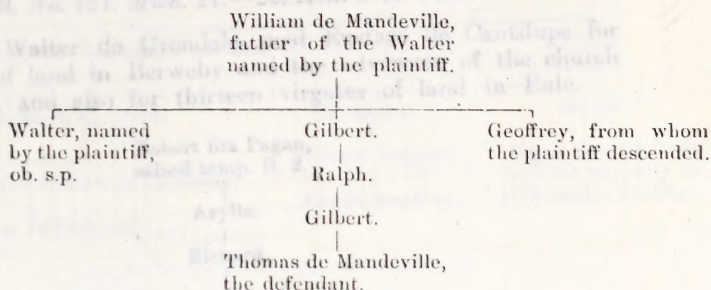 William de Mandeville,
father of the Walter
named by the plaintiff.
Walter, named
by the plaintiff,
ob. s.p.
Gilbert.
Geoffrey, from whom
the plaintiff descended.
Ralph.
Gilbert.
Thomas de Mandeville,
the defendant.